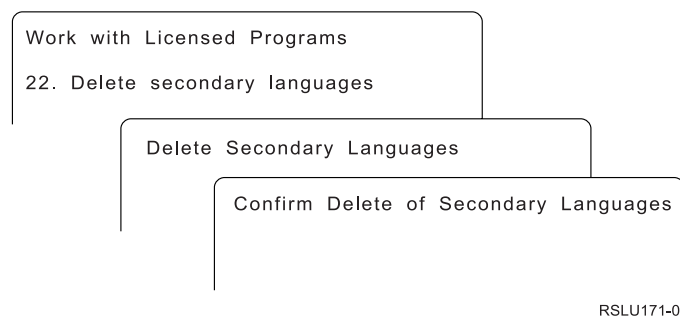 Work with Licensed Programs
22. Delete secondary languages
Delete Secondary Languages
Confirm Delete of Secondary Languages
RSLU171-0